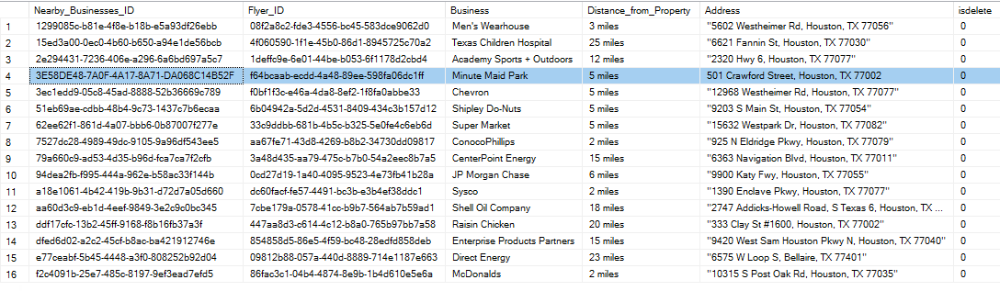 Nearby_Businesses_ID Flyer_ID Business Distance_from_Property Address isdelete
1 1299085c-b81e-4f8e-b18b-e5a93df26ebb 08f2a8c2-fde3-4556-bc45-583dce9062d0 Men's Wearhouse 3 miles "5602 Westheimer Rd, Houston, TX 77056" 0
2 15ed3a00-0ec0-4b60-b650-a94e1de56bcb 4f060590-1f1e-45b0-86d1-8945725c70a2 Texas Children Hospital 25 miles "6621 Fannin St, Houston, TX 77030" 0
3 2e294431-7236-406e-a296-6a6bd697a5c7 1deffc9e-6e01-44be-b053-6f1178d2cbd4 Academy Sports + Outdoors 12 miles "2320 Hwy 6, Houston, TX 77077" 0
4 3E58DE48-7A0F-4A17-8A71-DA068C14B52F f64bcaab-ecdd-4a48-89ee-598fa06dc1ff Minute Maid Park 5 miles 501 Crawford Street, Houston, TX 77002 0
5 3ec1edd9-05c8-45ad-8888-52b36669c789 f0bf1f3c-e46a-4da8-8ef2-1f8fa0abbe33 Chevron 5 miles "12968 Westheimer Rd, Houston, TX 77077" 0
6 51eb69ae-cdbb-48b4-9c73-1437c7b6ecaa 6b04942a-5d2d-4531-8409-434c3b157d12 Shipley Do-Nuts 5 miles "9203 S Main St, Houston, TX 77054" 0
7 62ee62f1-861d-4a07-bbb6-0b87007f277e 33c9ddbb-681b-4b5c-b325-5e0fe4c6eb6d Super Market 5 miles "15632 Westpark Dr, Houston, TX 77082" 0
8 7527dc28-4989-49dc-9105-9a96df543ee5 aa67fe71-43d8-4269-b8b2-34730dd09817 ConocoPhillips 2 miles "925 N Eldridge Pkwy, Houston, TX 77079" 0
9 79a660c9-ad53-4d35-b96d-fca7ca7f2cfb 3a48d435-aa79-475c-b7b0-54a2eec8b7a5 CenterPoint Energy 15 miles "6363 Navigation Blvd, Houston, TX 77011" 0
10 94dea2fb-f995-444a-962e-b58ac33f144b 0cd27d19-1a40-4095-9523-4e73fb41b28a JP Morgan Chase 6 miles "9900 Katy Fwy, Houston, TX 77055" 0
11 a18e1061-4b42-419b-9b31-d72d7a05d660 dc60facf-fe57-4491-bc3b-e3b4ef38ddc1 Sysco 2 miles "1390 Enclave Pkwy, Houston, TX 77077" 0
12 aa60d3c9-eb1d-4eef-9849-3e2c9c0bc345 7cbe179a-0578-41cc-b9b7-564ab7b59ad1 Shell Oil Company 18 miles "2747 Addicks-Howell Road, S Texas 6, Houston, TX ... 0
13 ddf17cfc-13b2-45ff-9168-f8b16fb37a3f 447aa8d3-c614-4c12-b8a0-765b97bb7a58 Raisin Chicken 20 miles "333 Clay St #1600, Houston, TX 77002" 0
14 dfed6d02-a2c2-45cf-b8ac-ba421912746e 854858d5-86e5-4f59-bc48-28edfd858deb Enterprise Products Partners 15 miles "9420 West Sam Houston Pkwy N, Houston, TX 77040" 0
15 e77ceabf-5b45-4448-a3f0-808252b92d04 09812b88-057a-440d-8889-714e1187e663 Direct Energy 23 miles "6575 W Loop S, Bellaire, TX 77401" 0
16 f2c4091b-25e7-485c-8197-9ef3ead7efd5 86fac3c1-04b4-4874-8e9b-1b4d610e5e6a McDonalds 2 miles "10315 S Post Oak Rd, Houston, TX 77035" 0